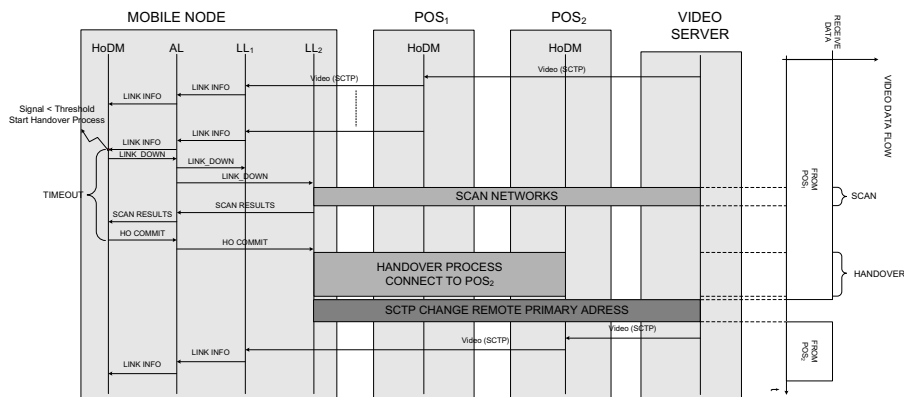 MOBILE NODE
POS1
POS2
VIDEO
SERVER
HoDM
AL
LL1
LL2
HoDM
HoDM
RECEIVE
DATA
VIDEO DATA FLOW
Video (SCTP)
Video (SCTP)
LINK INFO
LINK INFO
Signal < Threshold
Start Handover Process
LINK INFO
LINK INFO
LINK_DOWN
LINK_DOWN
LINK_DOWN
TIMEOUT
SCAN NETWORKS
FROM
POS1
SCAN
SCAN RESULTS
SCAN RESULTS
HO COMMIT
HO COMMIT
HANDOVER PROCESS
CONNECT TO POS2
HANDOVER
SCTP CHANGE REMOTE PRIMARY ADRESS
Video (SCTP)
Video (SCTP)
LINK INFO
LINK INFO
FROM
POS2
t